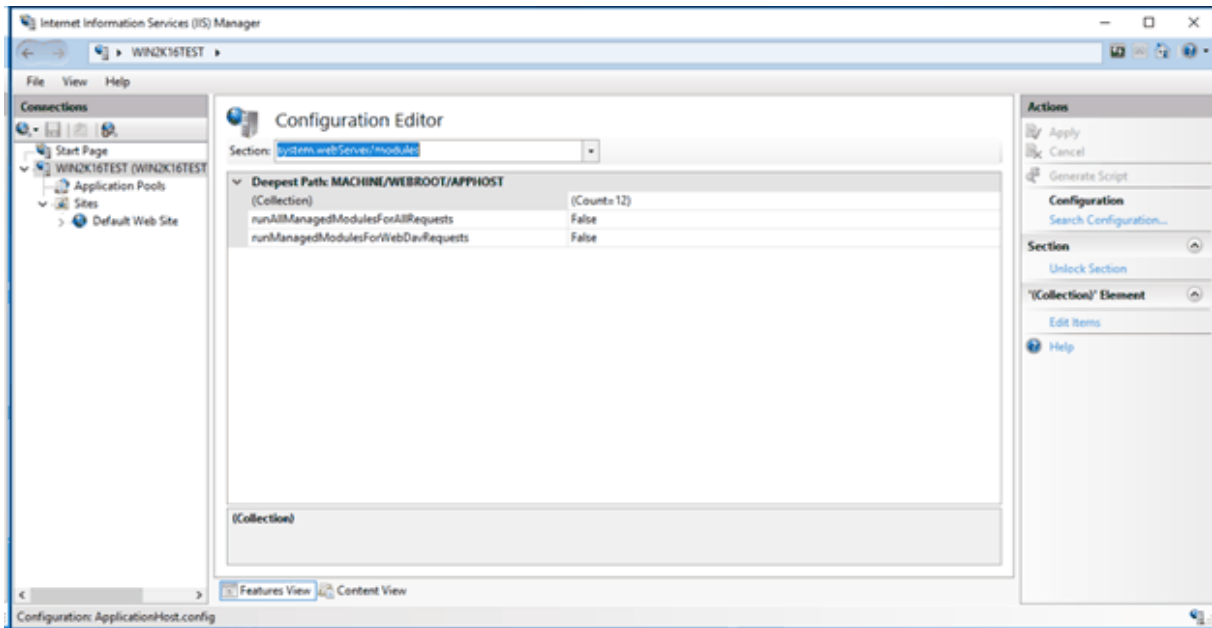 Internet Information Services (IIS) Manager
WIN2K16TEST
File View Help
Connections
Start Page
WIN2K16TEST (WIN2K16TEST
Application Pools
Sites
Default Web Site
Configuration Editor
Section: system.webServer/modules
Deepest Path: MACHINE/WEBROOT/APPHOST
(Collection) (Count=12)
runAllManagedModulesForAllRequests False
runManagedModulesForWebDavRequests False
(Collection)
Features View Content View
Actions
Apply
Cancel
Generate Script
Configuration
Search Configuration...
Section
Unlock Section
"(Collection)" Element
Edit Items
Help
Configuration: ApplicationHost.config